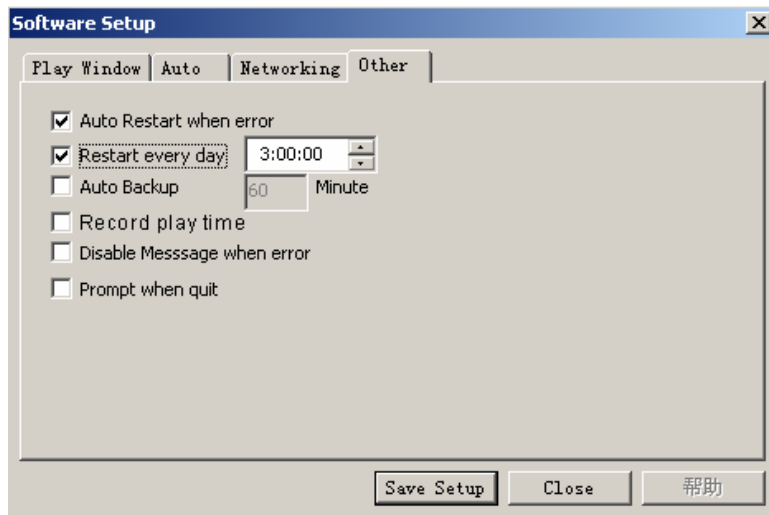 Software Setup
Play Window Auto Networking Other
Auto Restart when error
Restart every day 3:00:00
Auto Backup 60 Minute
Record play time
Disable Messsage when error
Prompt when quit
Save Setup Close 帮助